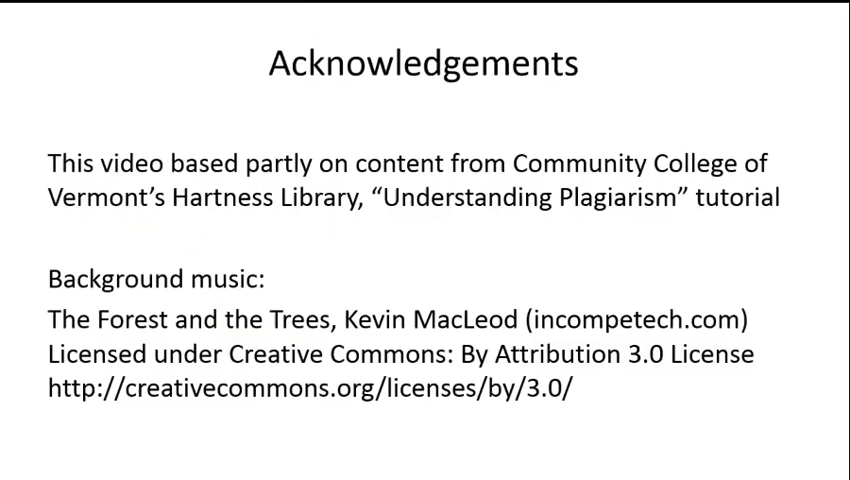 Acknowledgements
This video based partly on content from Community College of
Vermont’s Hartness Library, “Understanding Plagiarism” tutorial
Background music:
The Forest and the Trees, Kevin MacLeod (incompetech.com)
Licensed under Creative Commons: By Attribution 3.0 License
http://creativecommons.org/licenses/by/3.0/